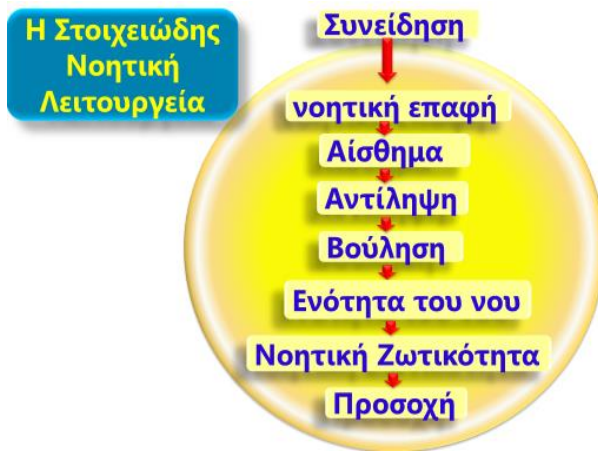 Η Στοιχειώδης
Νοητική
Λειτουργεία
Συνείδηση
νοητική επαφή
Αίσθημα
Αντίληψη
Βούληση
Ενότητα του νου
Νοητική Ζωτικότητα
Προσοχή